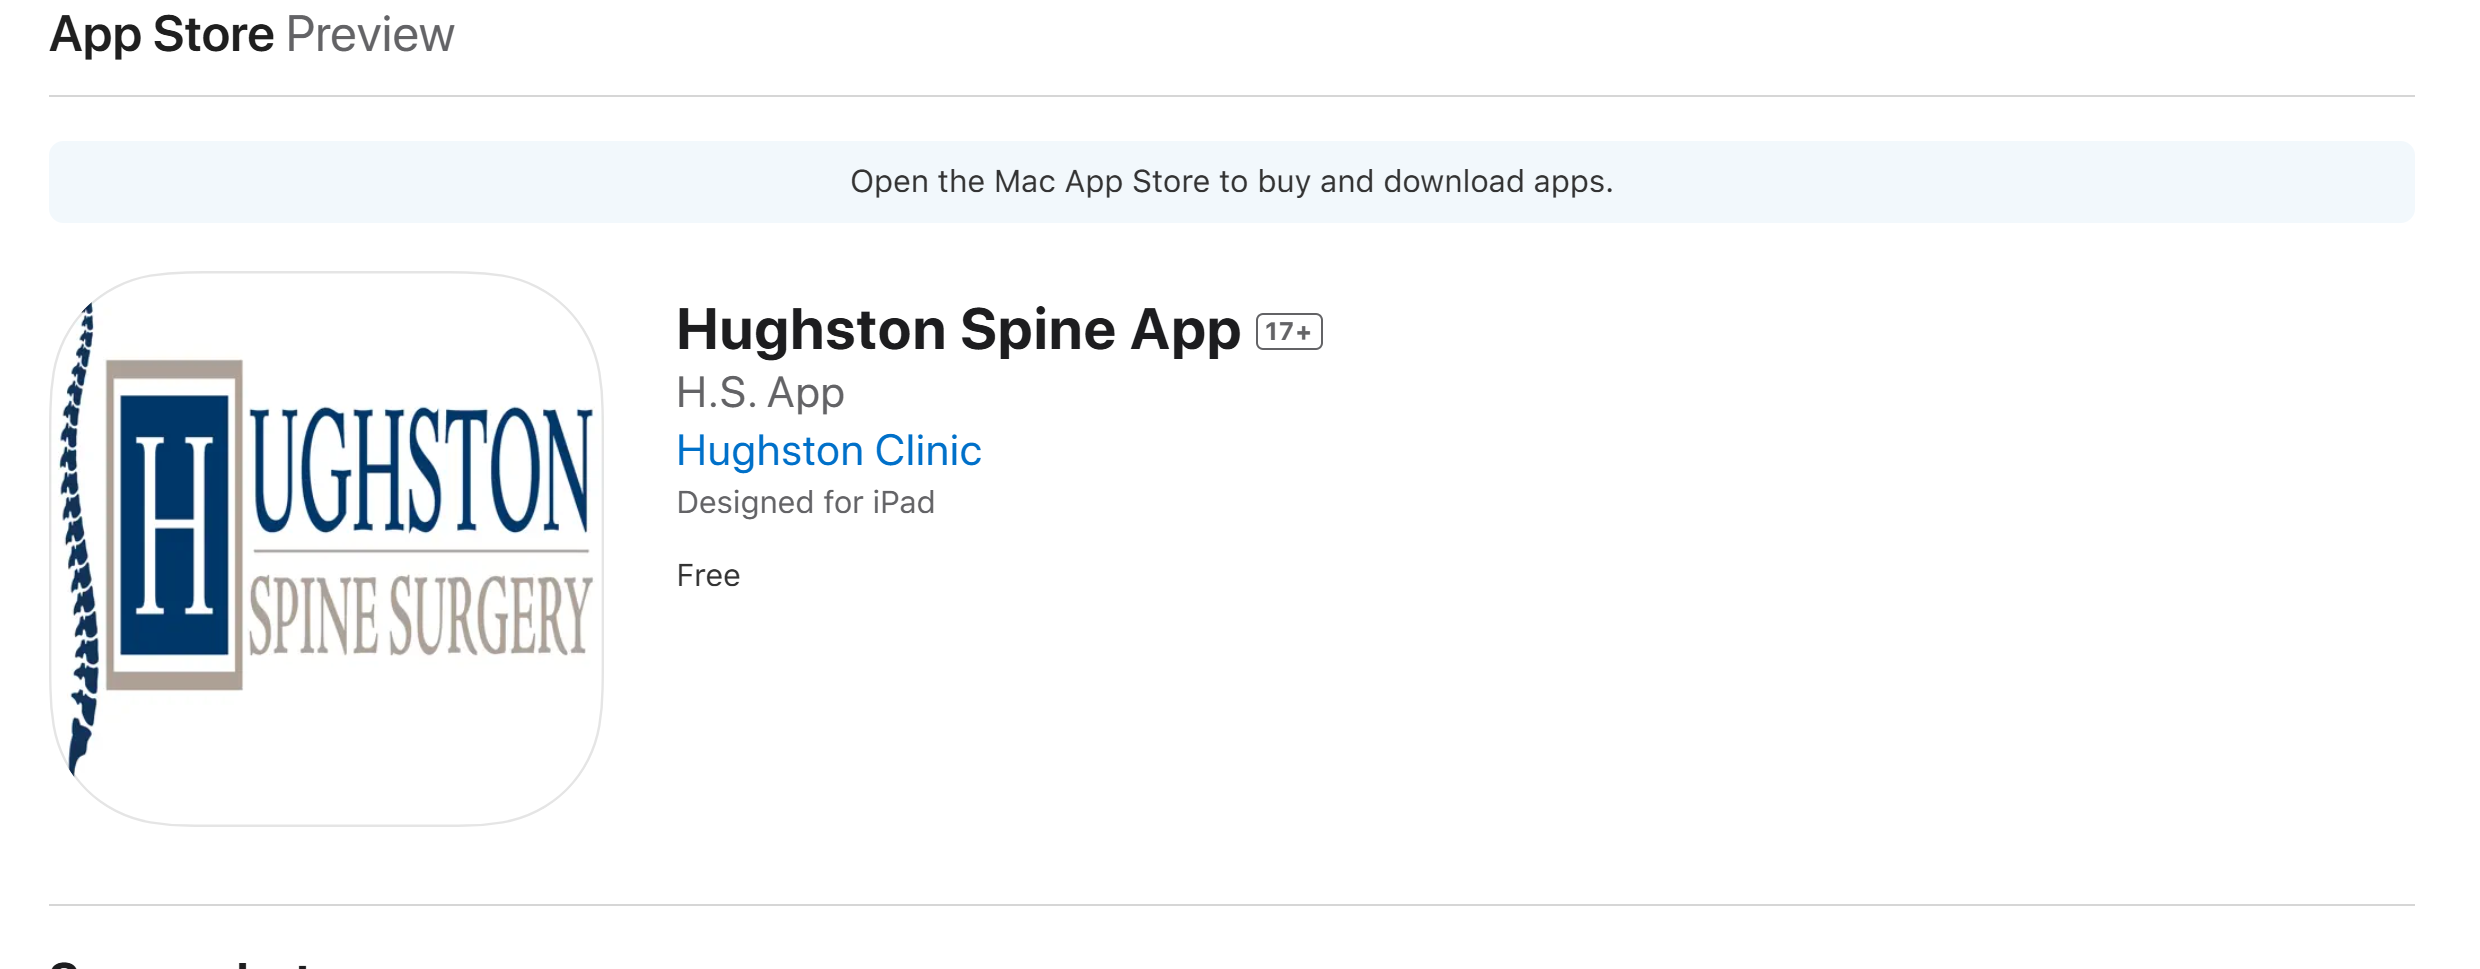 App Store Preview
Open the Mac App Store to buy and download apps.
HUGHSTON
SPINE SURGERY
Hughston Spine App 17+
H.S. App
Hughston Clinic
Designed for iPad
Free